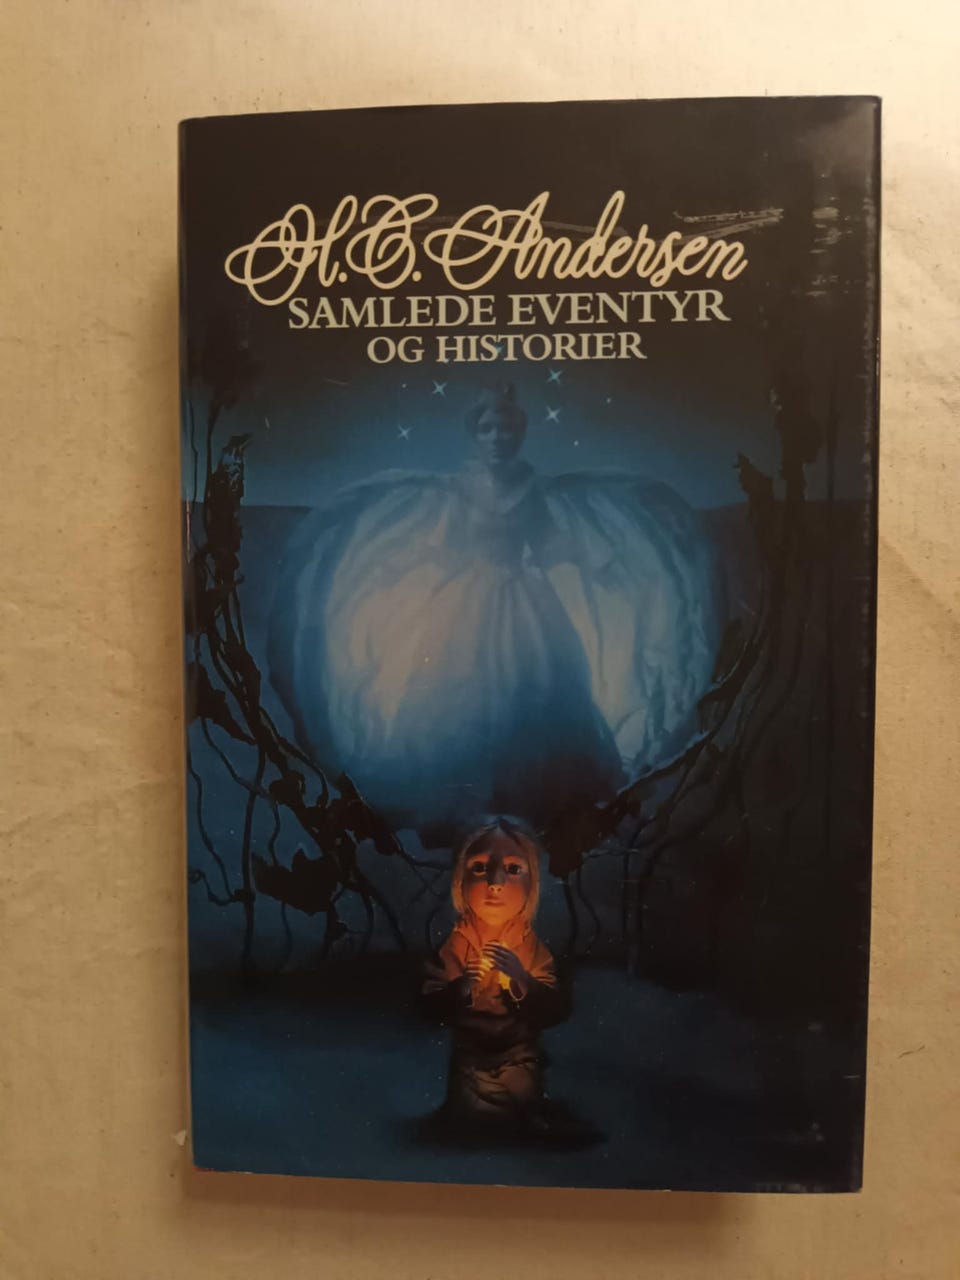 H.C. Andersen
SAMLEDE EVENTYR
OG HISTORIER